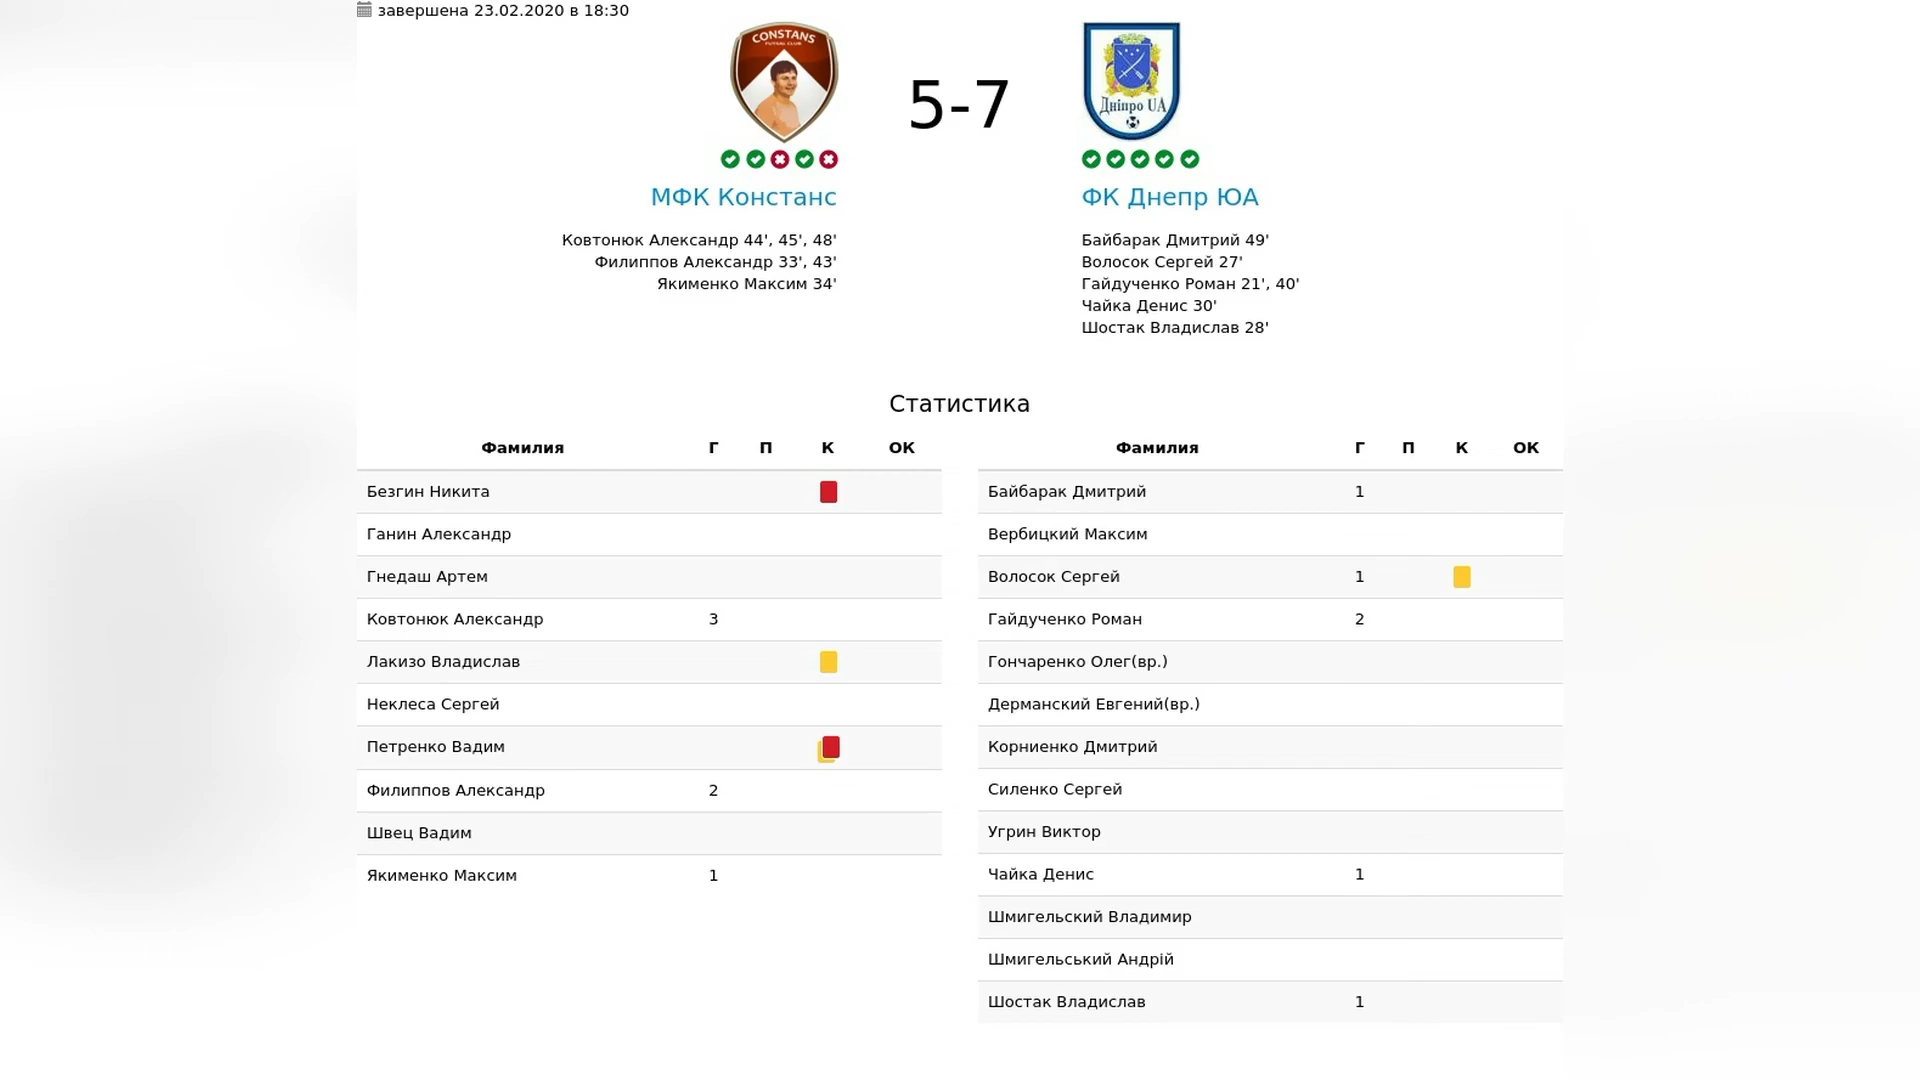 завершена 23.02.2020 в 18:30
CONSTANS
FUTSAL CLUB
5-7
Дніпро UA
МФК Констанс
ФК Днепр ЮА
Ковтонюк Александр 44', 45', 48'
Филиппов Александр 33', 43'
Якименко Максим 34'
Байбарак Дмитрий 49'
Волосок Сергей 27'
Гайдученко Роман 21', 40'
Чайка Денис 30'
Шостак Владислав 28'
Статистика
Фамилия Г П К ОК
Безгин Никита
Ганин Александр
Гнедаш Артем
Ковтонюк Александр 3
Лакизо Владислав
Неклеса Сергей
Петренко Вадим
Филиппов Александр 2
Швец Вадим
Якименко Максим 1
Фамилия Г П К ОК
Байбарак Дмитрий 1
Вербицкий Максим
Волосок Сергей 1
Гайдученко Роман 2
Гончаренко Олег(вр.)
Дерманский Евгений(вр.)
Корниенко Дмитрий
Силенко Сергей
Угрин Виктор
Чайка Денис 1
Шмигельский Владимир
Шмигельський Андрій
Шостак Владислав 1